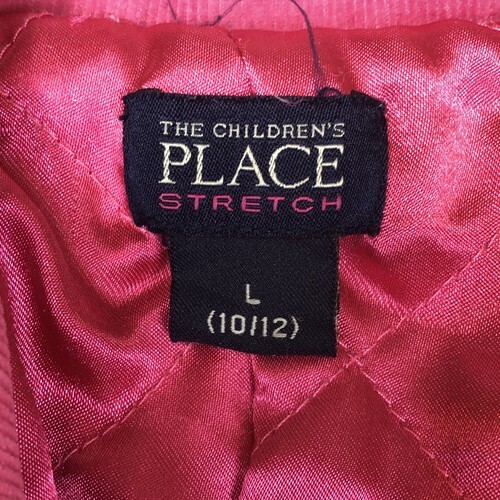 THE CHILDREN'S
PLACE
STRETCH
L
(10/12)